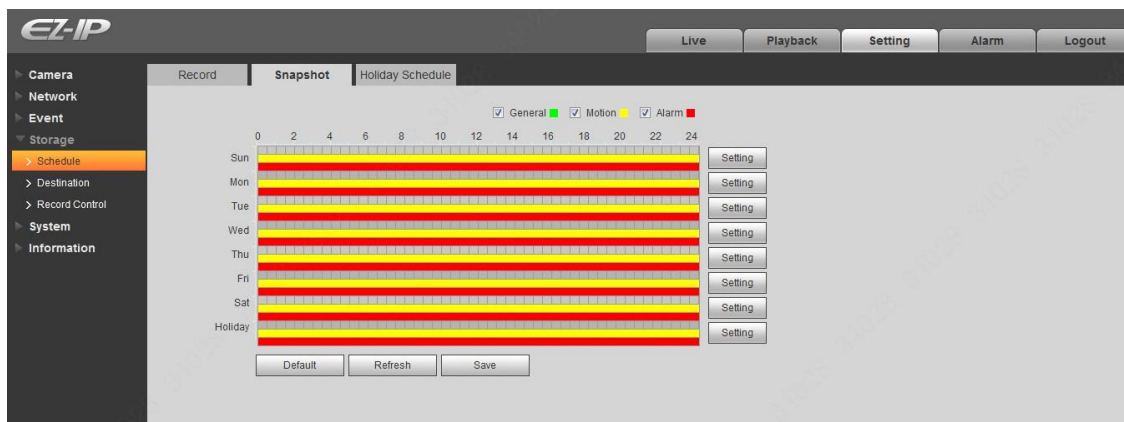 EZ-IP
Live Playback Setting Alarm Logout
Camera
Network
Event
Storage
Schedule
Destination
Record Control
System
Information
Record Snapshot Holiday Schedule
General Motion Alarm
0 2 4 6 8 10 12 14 16 18 20 22 24
Sun Setting
Mon Setting
Tue Setting
Wed Setting
Thu Setting
Fri Setting
Sat Setting
Holiday Setting
Default Refresh Save